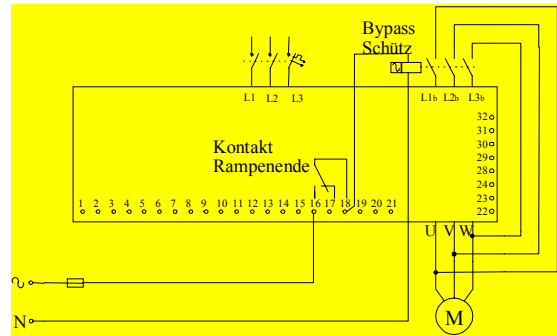 Bypass
Schütz
L1 L2 L3
L1b L2b L3b
Kontakt
Rampenende
32
31
30
29
28
24
23
22
1 2 3 4 5 6 7 8 9 10 11 12 13 14 15 16 17 18 19 20 21
U V W
N
M